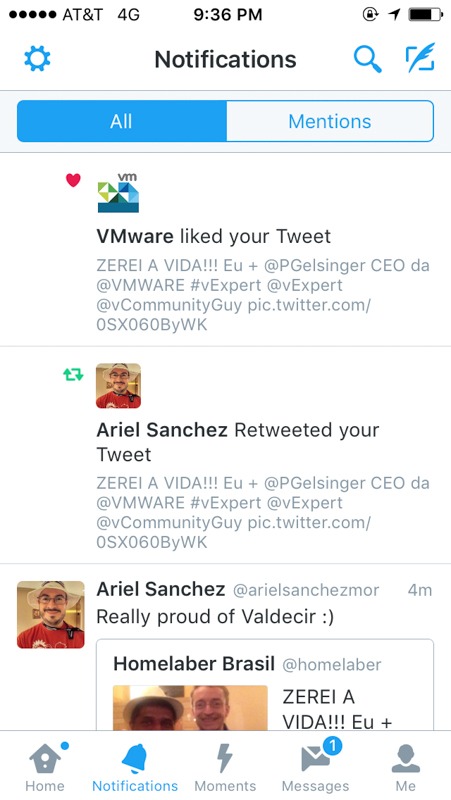 AT&T 4G 9:36 PM
Notifications
All Mentions
vm
VMware liked your Tweet
ZEREI A VIDA!!! Eu + @PGelsinger CEO da
@VMWARE #vExpert @vExpert
@vCommunityGuy pic.twitter.com/
0SX060ByWK
Ariel Sanchez Retweeted your
Tweet
ZEREI A VIDA!!! Eu + @PGelsinger CEO da
@VMWARE #vExpert @vExpert
@vCommunityGuy pic.twitter.com/
0SX060ByWK
Ariel Sanchez @arielsanchezmor 4m
Really proud of Valdecir :)
Homelaber Brasil @homelaber
ZEREI A
VIDA!!! Eu +
1
Home Notifications Moments Messages Me